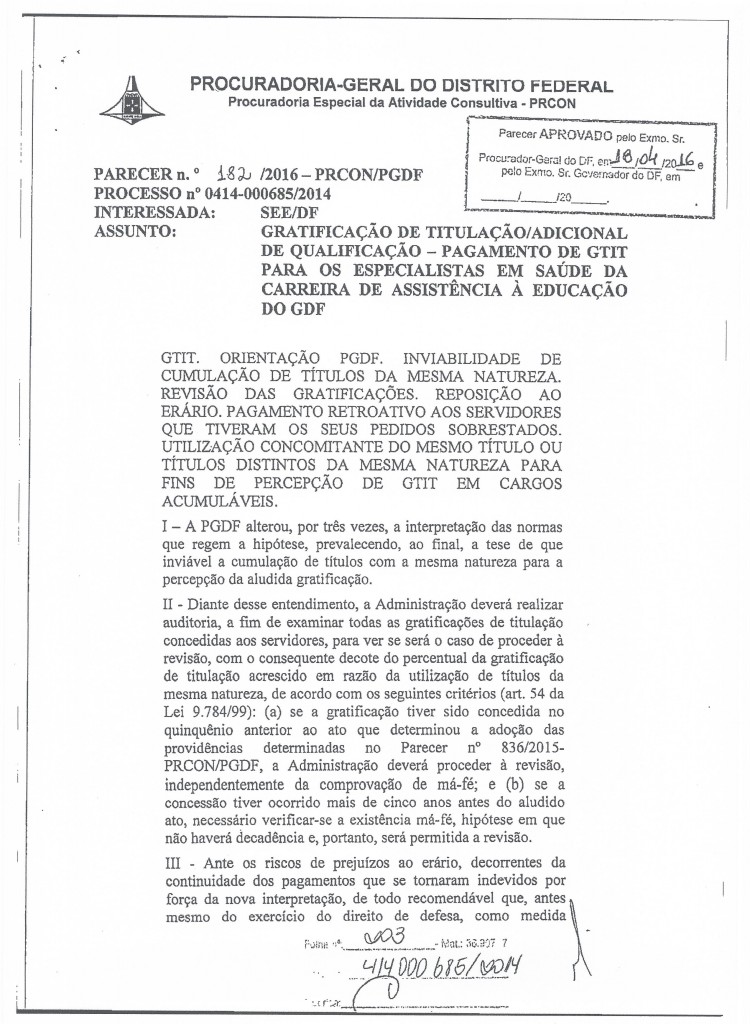 PROCURADORIA-GERAL DO DISTRITO FEDERAL
Procuradoria Especial da Atividade Consultiva - PRCON
Parecer APROVADO pelo Exmo. Sr.
Procurador-Geral do DF, em 18/04/2016 e
pelo Exmo. Sr. Governador do DF, em
____/____/20____.
PARECER n. º 182 /2016 – PRCON/PGDF
PROCESSO nº 0414-000685/2014
INTERESSADA: SEE/DF
ASSUNTO: GRATIFICAÇÃO DE TITULAÇÃO/ADICIONAL
DE QUALIFICAÇÃO – PAGAMENTO DE GTIT
PARA OS ESPECIALISTAS EM SAÚDE DA
CARREIRA DE ASSISTÊNCIA À EDUCAÇÃO
DO GDF
GTIT. ORIENTAÇÃO PGDF. INVIABILIDADE DE
CUMULAÇÃO DE TÍTULOS DA MESMA NATUREZA.
REVISÃO DAS GRATIFICAÇÕES. REPOSIÇÃO AO
ERÁRIO. PAGAMENTO RETROATIVO AOS SERVIDORES
QUE TIVERAM OS SEUS PEDIDOS SOBRESTADOS.
UTILIZAÇÃO CONCOMITANTE DO MESMO TÍTULO OU
TÍTULOS DISTINTOS DA MESMA NATUREZA PARA
FINS DE PERCEPÇÃO DE GTIT EM CARGOS
ACUMULÁVEIS.
I – A PGDF alterou, por três vezes, a interpretação das normas
que regem a hipótese, prevalecendo, ao final, a tese de que
inviável a cumulação de títulos com a mesma natureza para a
percepção da aludida gratificação.
II - Diante desse entendimento, a Administração deverá realizar
auditoria, a fim de examinar todas as gratificações de titulação
concedidas aos servidores, para ver se será o caso de proceder à
revisão, com o consequente decote do percentual da gratificação
de titulação acrescido em razão da utilização de títulos da
mesma natureza, de acordo com os seguintes critérios (art. 54 da
Lei 9.784/99): (a) se a gratificação tiver sido concedida no
quinquênio anterior ao ato que determinou a adoção das
providências determinadas no Parecer nº 836/2015-
PRCON/PGDF, a Administração deverá proceder à revisão,
independentemente da comprovação de má-fé; e (b) se a
concessão tiver ocorrido mais de cinco anos antes do aludido
ato, necessário verificar-se a existência má-fé, hipótese em que
não haverá decadência e, portanto, será permitida a revisão.
III - Ante os riscos de prejuízos ao erário, decorrentes da
continuidade dos pagamentos que se tornaram indevidos por
força da nova interpretação, de todo recomendável que, antes
mesmo do exercício do direito de defesa, como medida
Folha nº 003 - Mat.: 36.997 7
414000685/2014